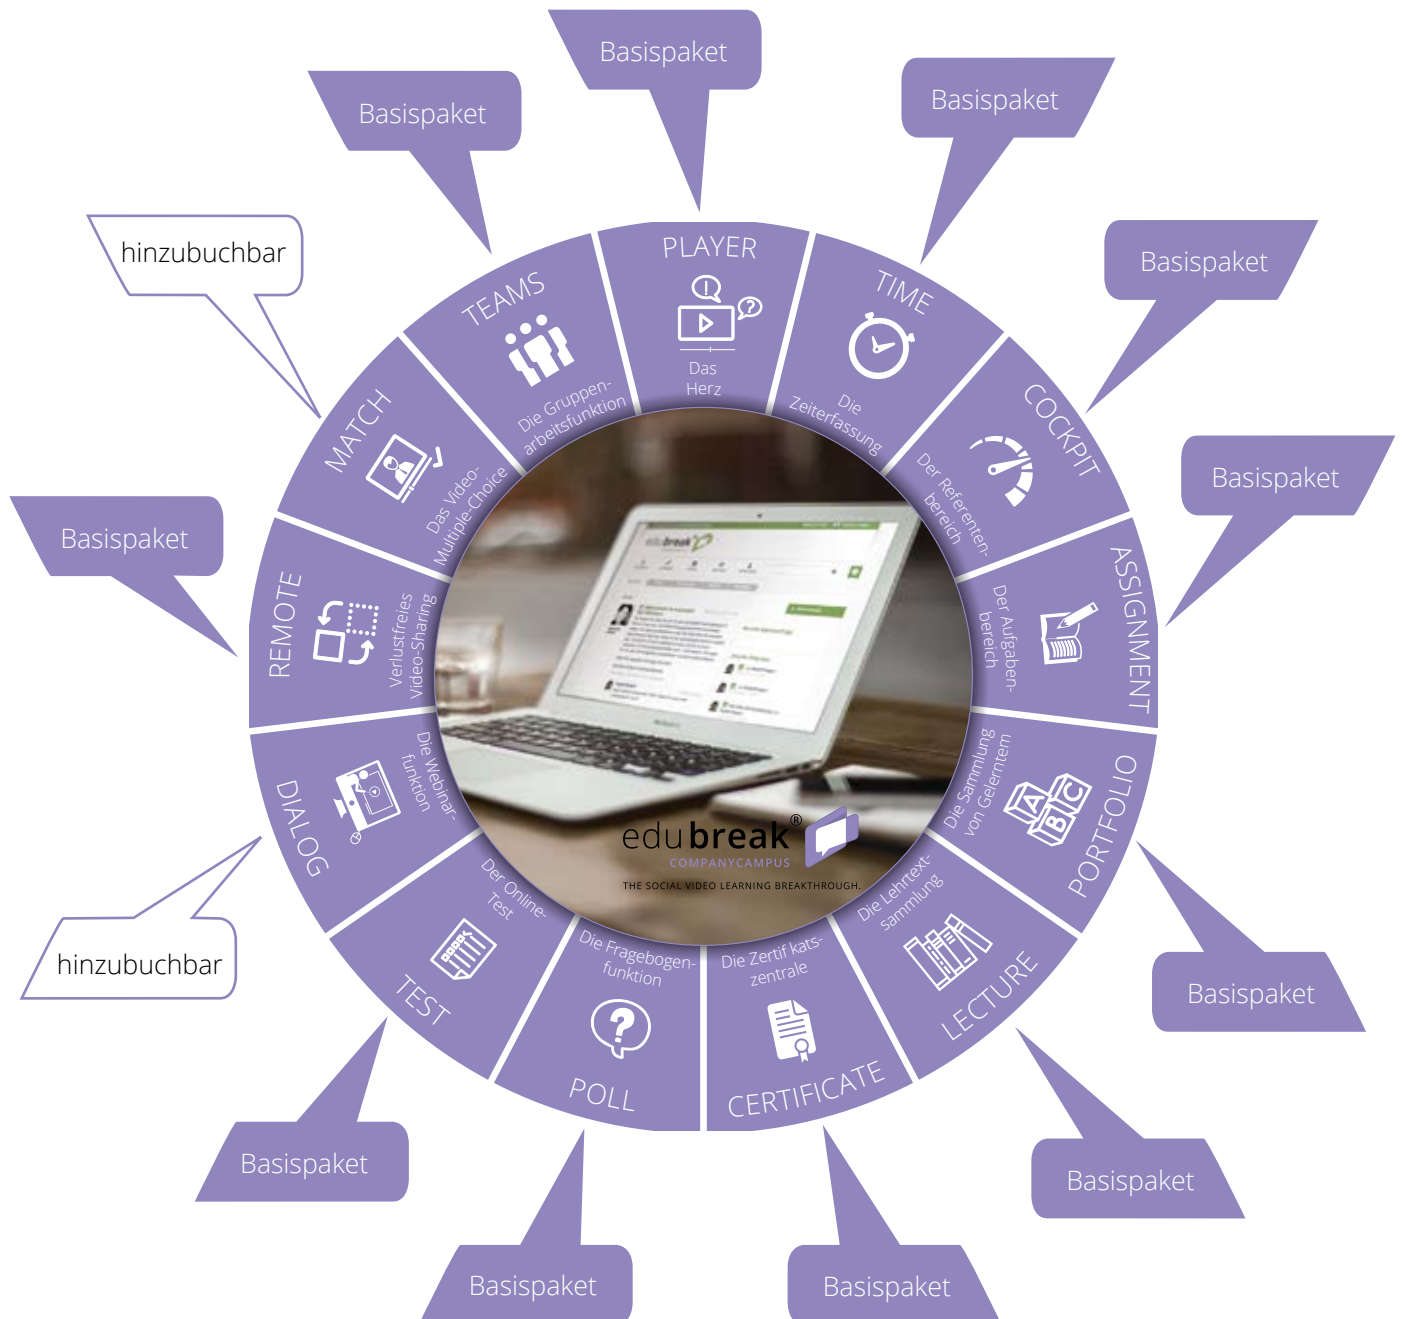 Basispaket
Basispaket
Basispaket
Basispaket
Basispaket
Basispaket
Basispaket
Basispaket
Basispaket
Basispaket
Basispaket
hinzubuchbar
Basispaket
hinzubuchbar
PLAYER
Das
Herz
TIME
Die
Zeiterfassung
COCKPIT
Der Referenten-
bereich
ASSIGNMENT
Der Aufgaben-
bereich
PORTFOLIO
Die Sammlung
von Gelerntem
LECTURE
Die Lehrtext-
sammlung
CERTIFICATE
Die Zertif kats-
zentrale
POLL
Die Fragebogen-
funktion
TEST
Der Online-
Test
DIALOG
Die Webinar-
funktion
REMOTE
Verlustfreies
Video-Sharing
MATCH
Das Video-
Multiple-Choice
TEAMS
Die Gruppen-
arbeitsfunktion
A
B
C
edubreak
edubreak®
COMPANYCAMPUS
THE SOCIAL VIDEO LEARNING BREAKTHROUGH.